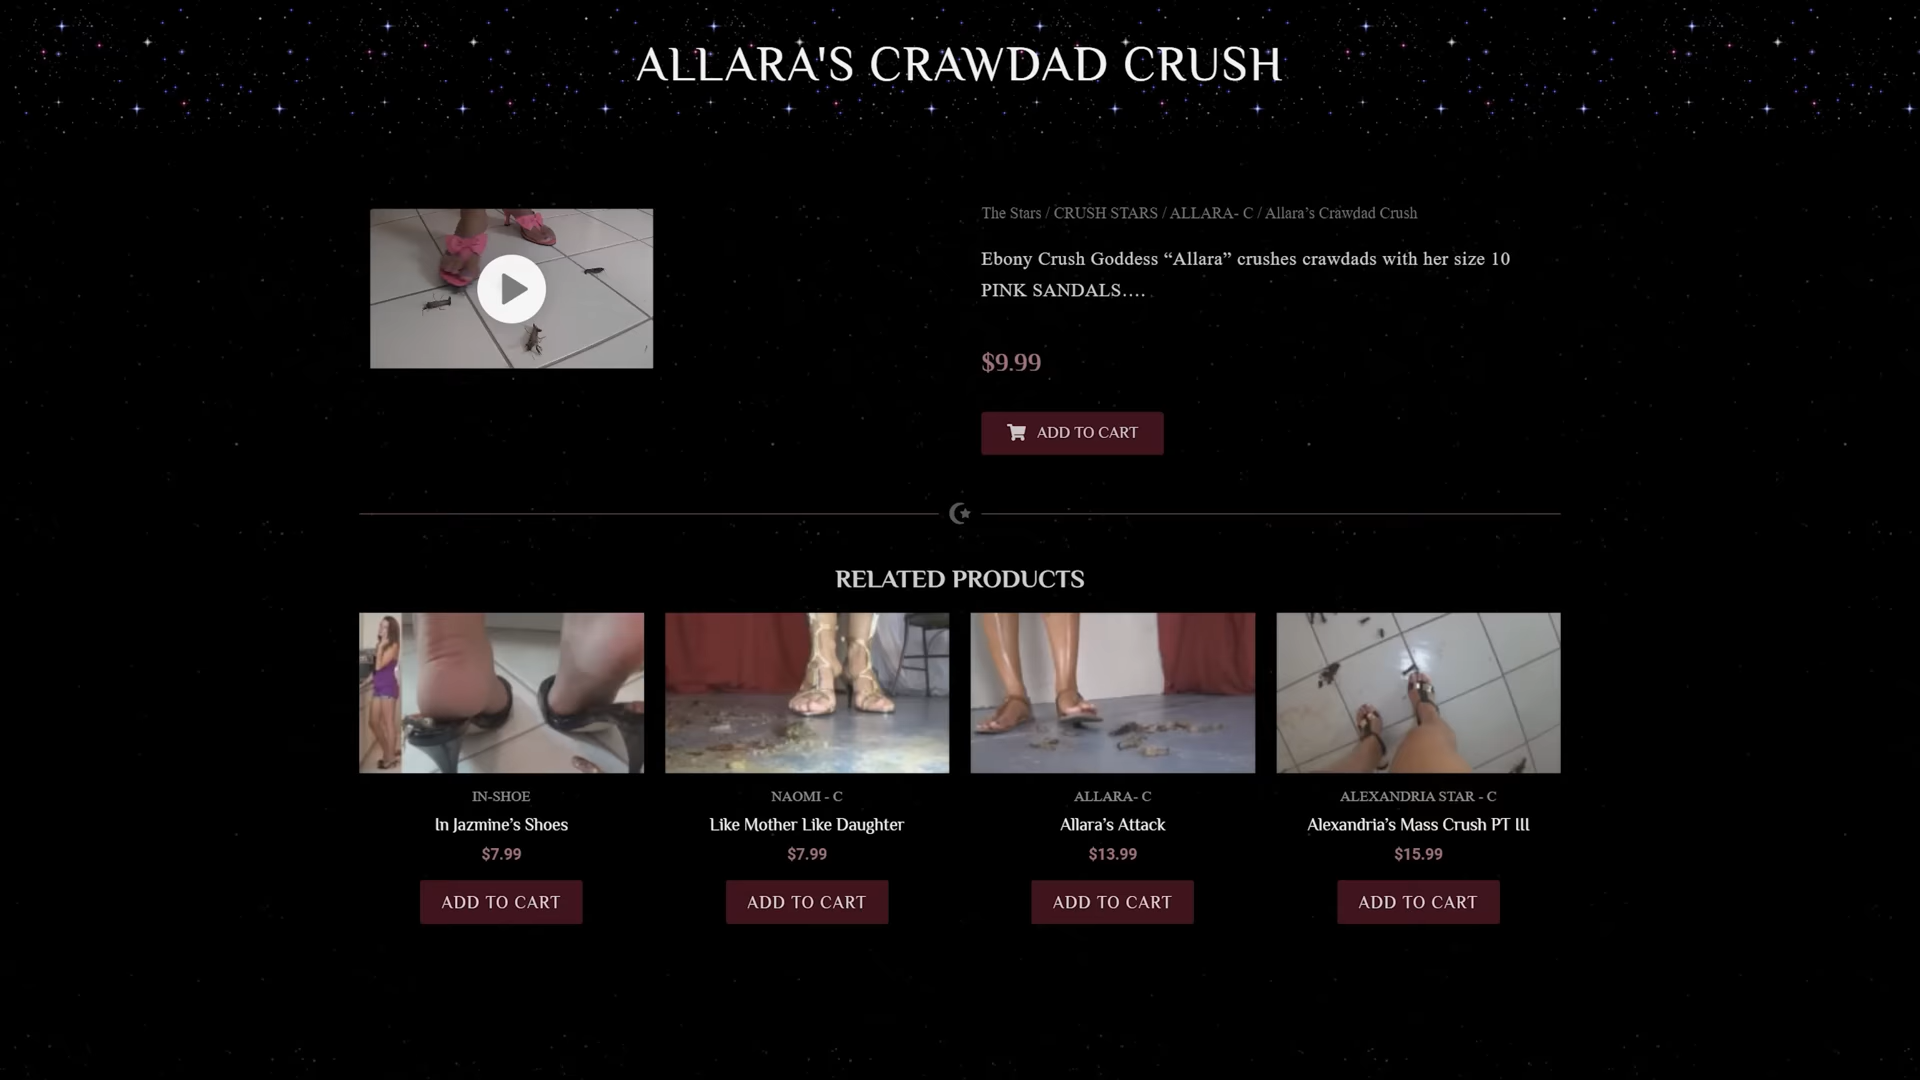 ALLARA'S CRAWDAD CRUSH
The Stars / CRUSH STARS / ALLARA- C / Allara’s Crawdad Crush
Ebony Crush Goddess “Allara” crushes crawdads with her size 10
PINK SANDALS….
$9.99
ADD TO CART
RELATED PRODUCTS
IN-SHOE
In Jazmine’s Shoes
$7.99
ADD TO CART
NAOMI - C
Like Mother Like Daughter
$7.99
ADD TO CART
ALLARA- C
Allara’s Attack
$13.99
ADD TO CART
ALEXANDRIA STAR - C
Alexandria’s Mass Crush PT III
$15.99
ADD TO CART